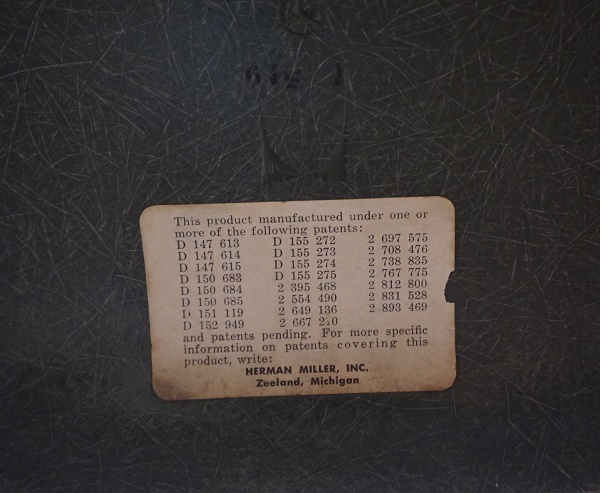 This product manufactured under one or
more of the following patents:
D 147 613 D 155 272 2 697 575
D 147 614 D 155 273 2 708 476
D 147 615 D 155 274 2 738 835
D 150 683 D 155 275 2 767 775
D 150 684 2 395 468 2 812 800
D 150 685 2 554 490 2 831 528
D 151 119 2 649 136 2 893 469
D 152 949 2 667 210
and patents pending. For more specific
information on patents covering this
product, write:
HERMAN MILLER, INC.
Zeeland, Michigan